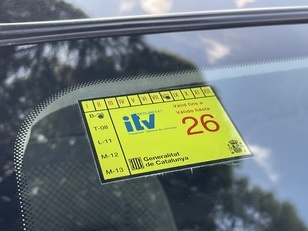 Vàlid fins a
Válido hasta
B-
T-08
itv
26
L-11
M-12
Generalitat
de Catalunya
M-13